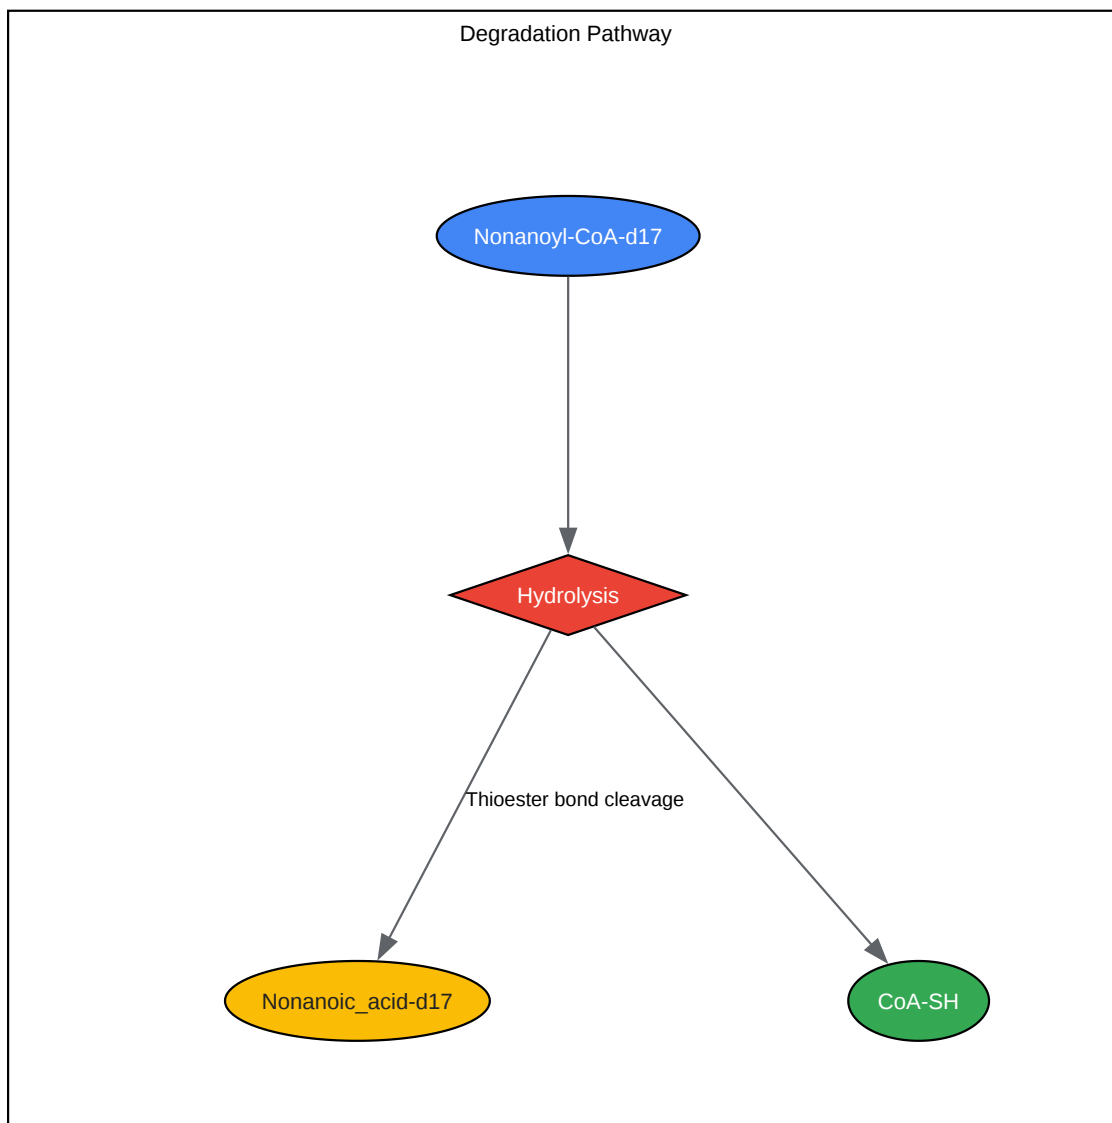 Degradation Pathway
Nonanoyl-CoA-d17
Hydrolysis
Thioester bond cleavage
Nonanoic_acid-d17
CoA-SH